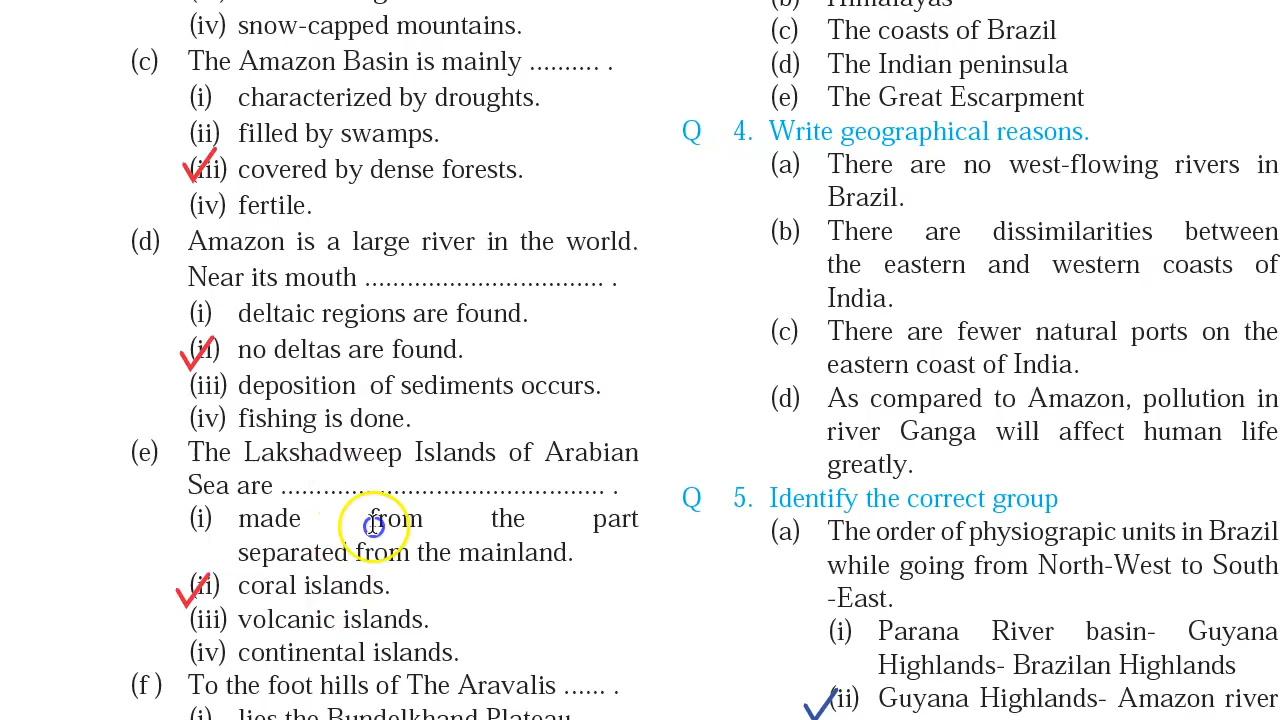 (iv) snow-capped mountains.
(c) The Amazon Basin is mainly .......... .
(i) characterized by droughts.
(ii) filled by swamps.
(iii) covered by dense forests.
(iv) fertile.
(d) Amazon is a large river in the world.
Near its mouth .................................. .
(i) deltaic regions are found.
(ii) no deltas are found.
(iii) deposition of sediments occurs.
(iv) fishing is done.
(e) The Lakshadweep Islands of Arabian
Sea are .............................................. .
(i) made from the part
separated from the mainland.
(ii) coral islands.
(iii) volcanic islands.
(iv) continental islands.
(f ) To the foot hills of The Aravalis ...... .
(i) lies the Bundelkhand Plateau.
(b) Himalayas
(c) The coasts of Brazil
(d) The Indian peninsula
(e) The Great Escarpment
Q 4. Write geographical reasons.
(a) There are no west-flowing rivers in
Brazil.
(b) There are dissimilarities between
the eastern and western coasts of
India.
(c) There are fewer natural ports on the
eastern coast of India.
(d) As compared to Amazon, pollution in
river Ganga will affect human life
greatly.
Q 5. Identify the correct group
(a) The order of physiograpic units in Brazil
while going from North-West to South
-East.
(i) Parana River basin- Guyana
Highlands- Brazilan Highlands
(ii) Guyana Highlands- Amazon river